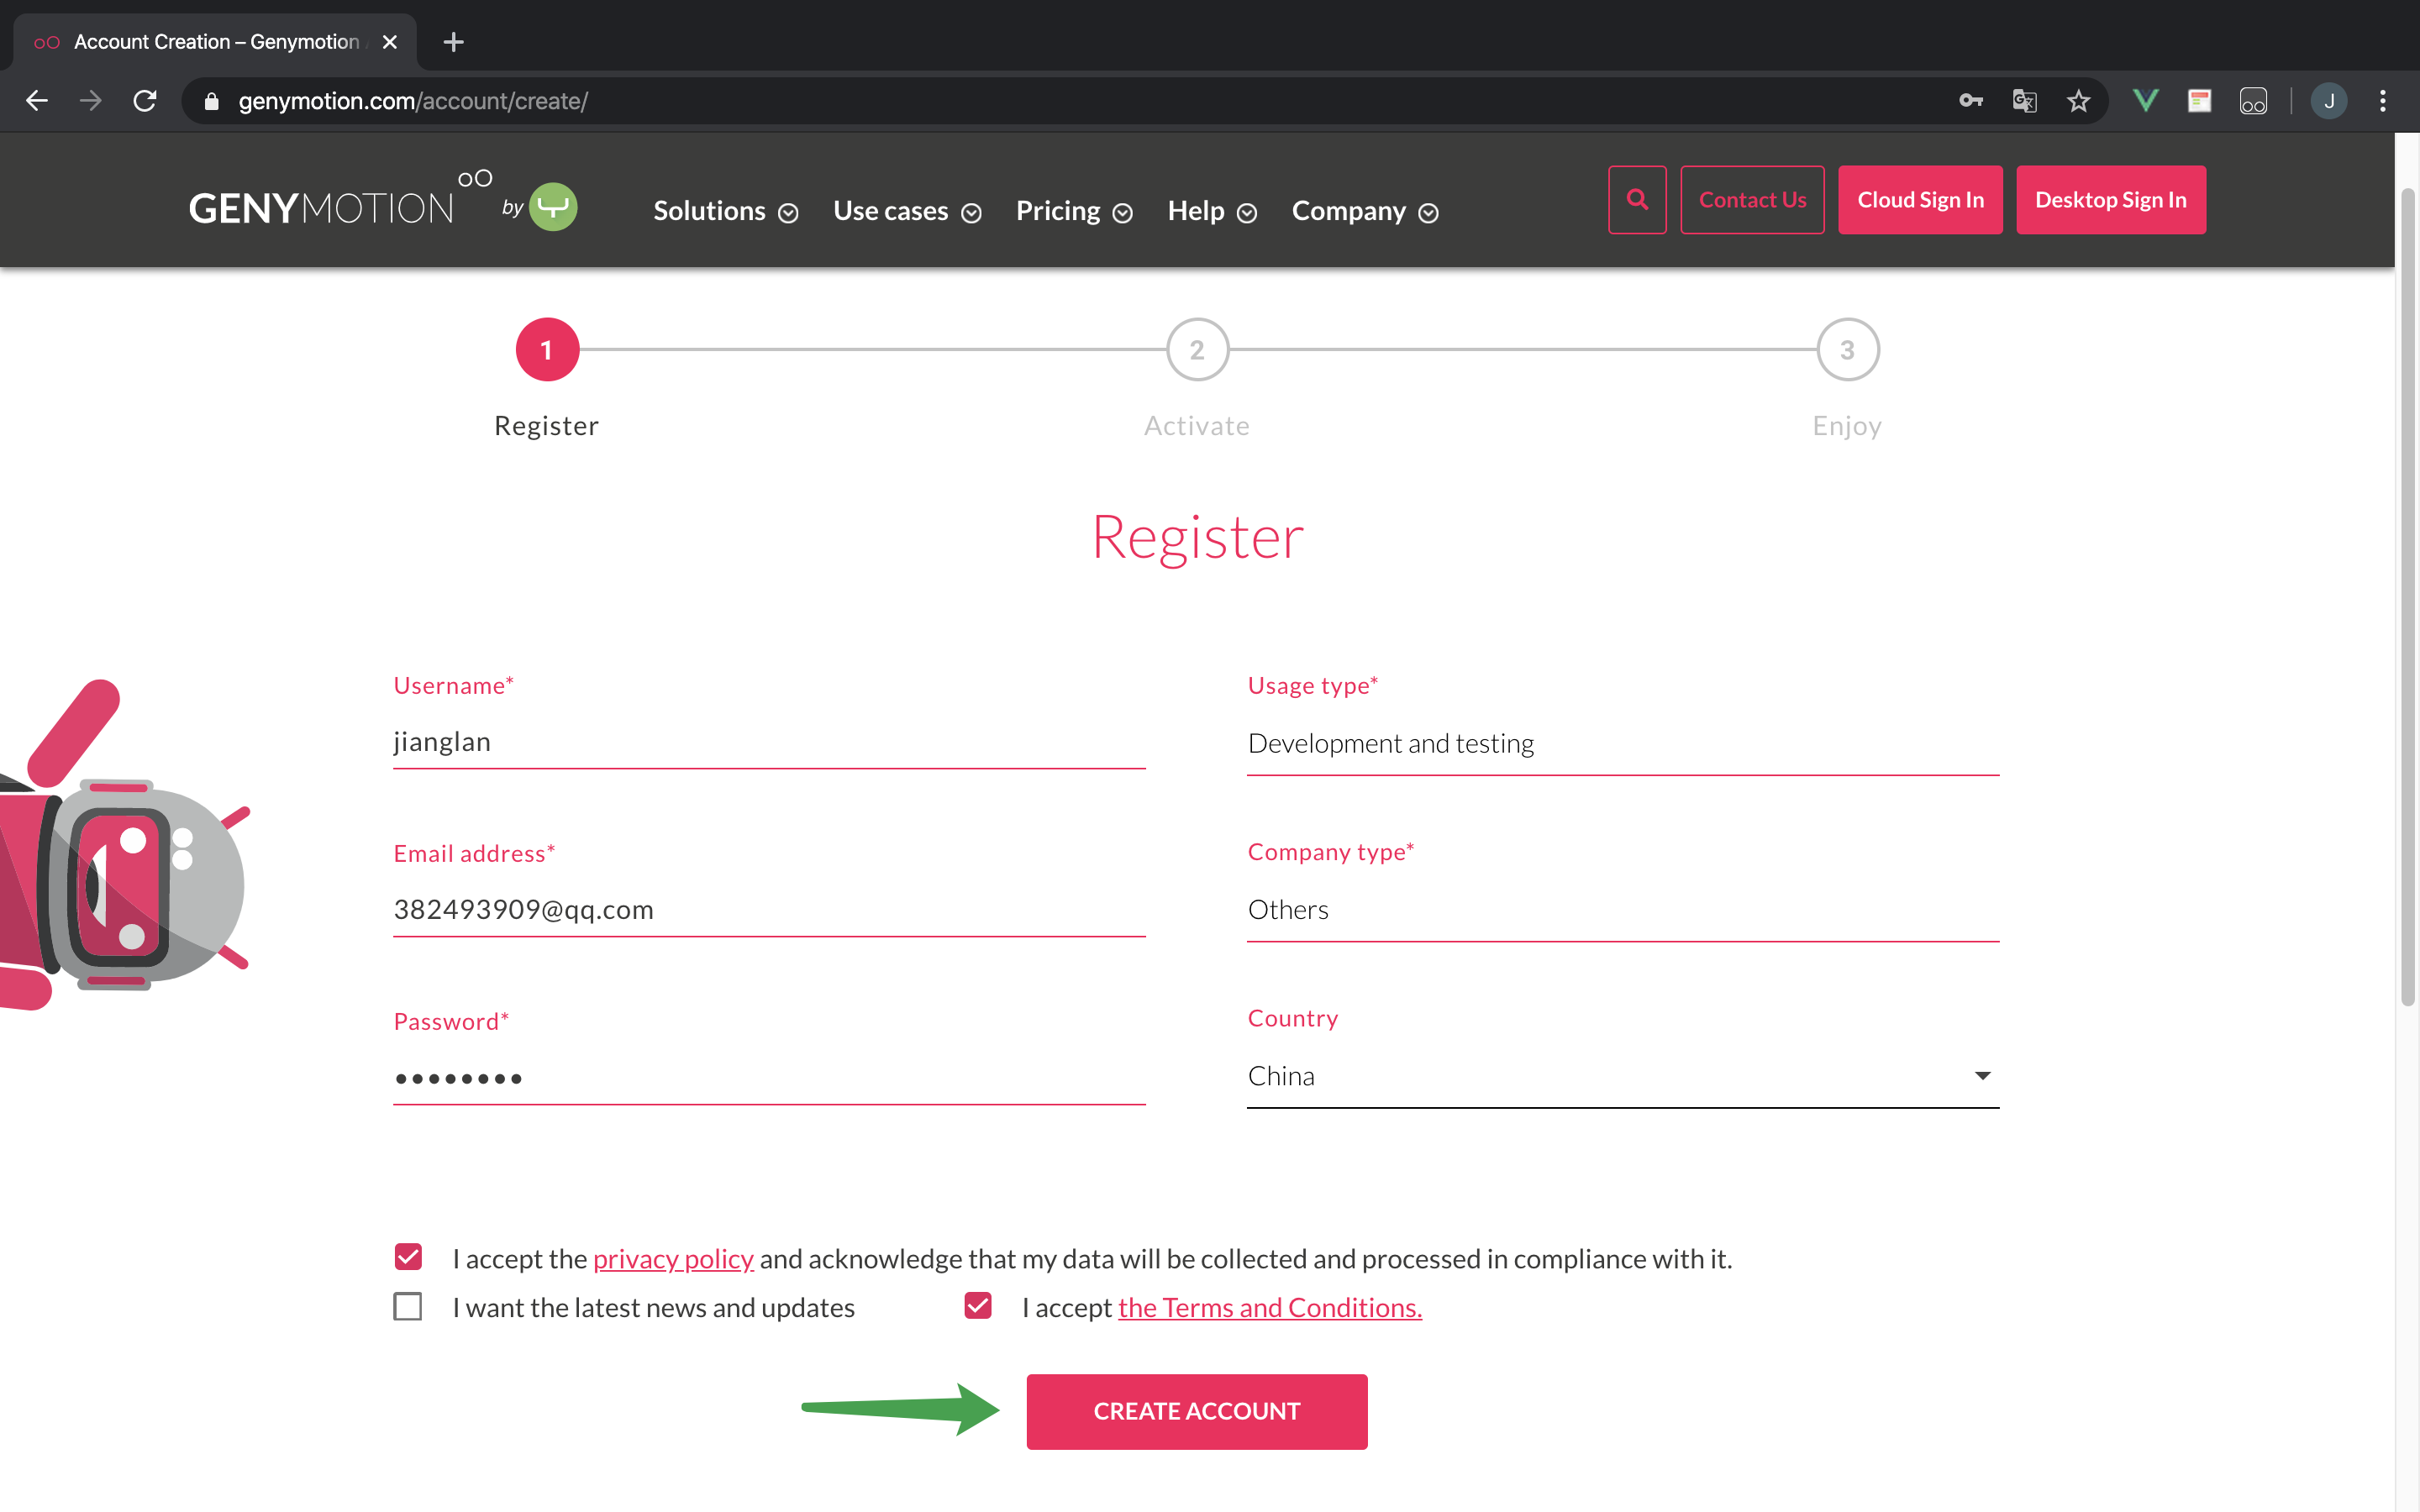 Account Creation – Genymotion
genymotion.com/account/create/
J
GENYMOTION by
Solutions
Use cases
Pricing
Help
Company
Contact Us
Cloud Sign In
Desktop Sign In
1
2
3
Register
Activate
Enjoy
Register
Username*
jianglan
Usage type*
Development and testing
Email address*
382493909@qq.com
Company type*
Others
Password*
••••••••
Country
China
I accept the privacy policy and acknowledge that my data will be collected and processed in compliance with it.
I want the latest news and updates
I accept the Terms and Conditions.
CREATE ACCOUNT